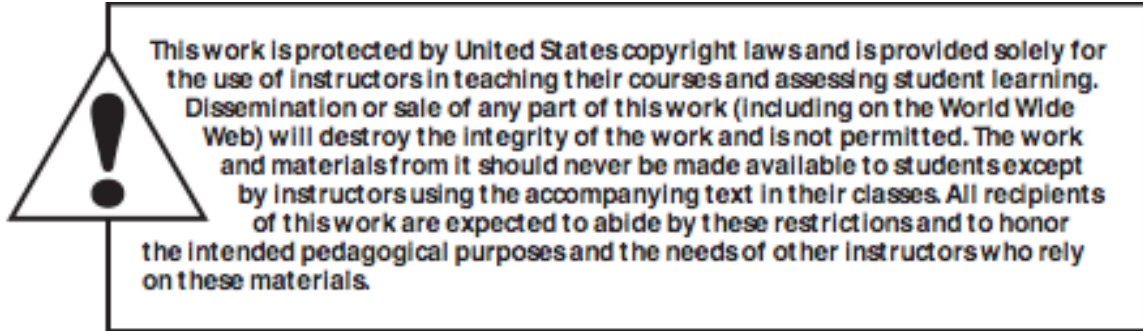 This work is protected by United States copyright laws and is provided solely for
the use of instructors in teaching their courses and assessing student learning.
Dissemination or sale of any part of this work (including on the World Wide
Web) will destroy the integrity of the work and is not permitted. The work
and materials from it should never be made available to students except
by instructors using the accompanying text in their classes. All recipients
of this work are expected to abide by these restrictions and to honor
the intended pedagogical purposes and the needs of other instructors who rely
on these materials.